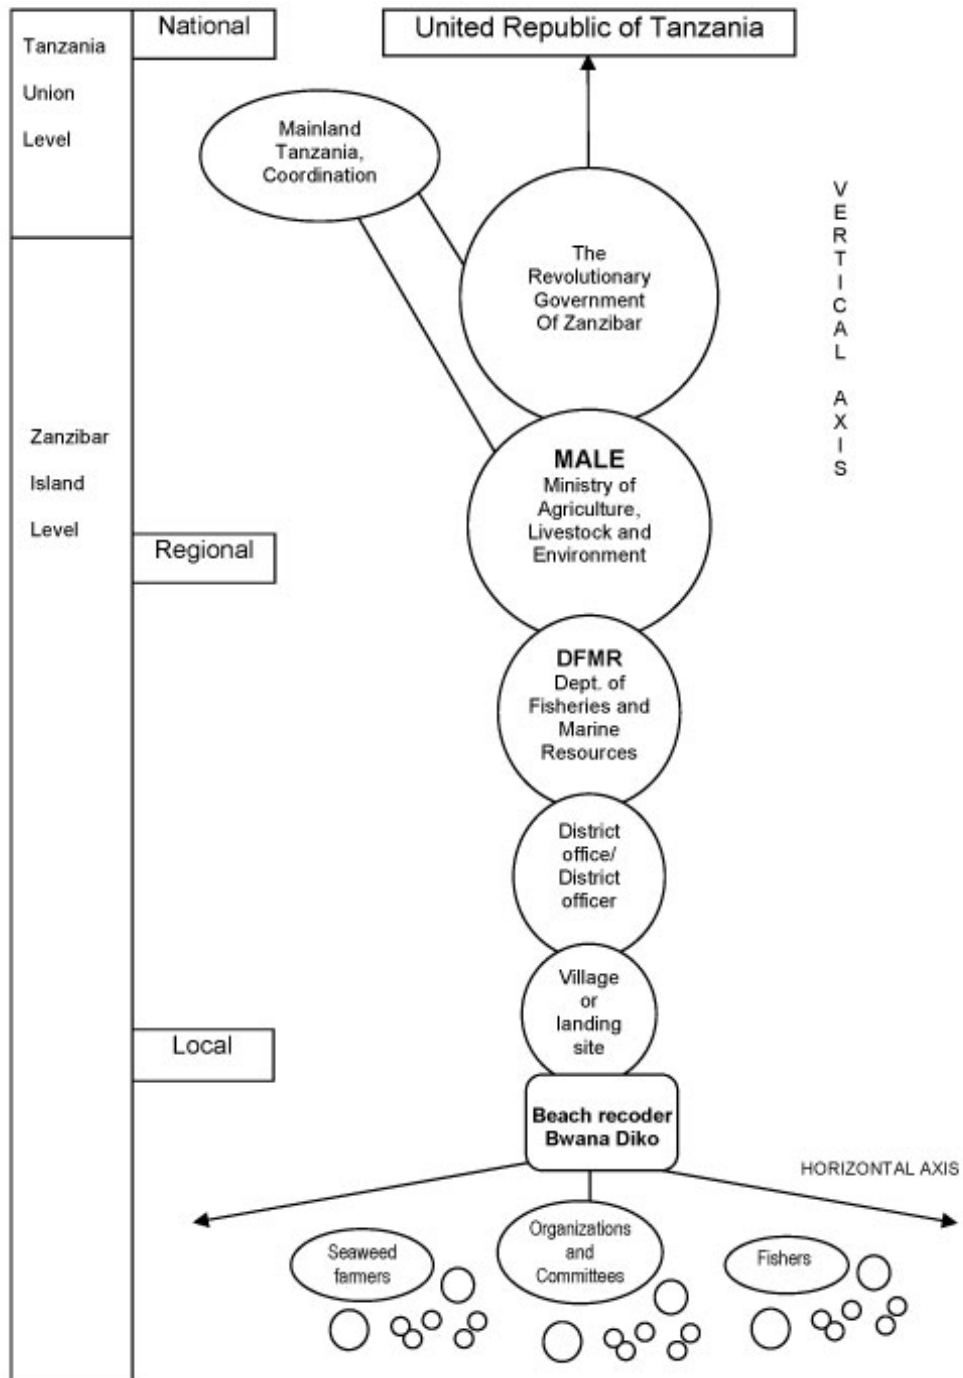 Tanzania
Union
Level
National
United Republic of Tanzania
Mainland
Tanzania,
Coordination
The
Revolutionary
Government
Of Zanzibar
VERTICAL AXIS
Zanzibar
Island
Level
MALE
Ministry of
Agriculture,
Livestock and
Environment
Regional
DFMR
Dept. of
Fisheries and
Marine
Resources
District
office/
District
officer
Village
or
landing
site
Local
Beach recoder
Bwana Diko
HORIZONTAL AXIS
Seaweed
farmers
Organizations
and
Committees
Fishers